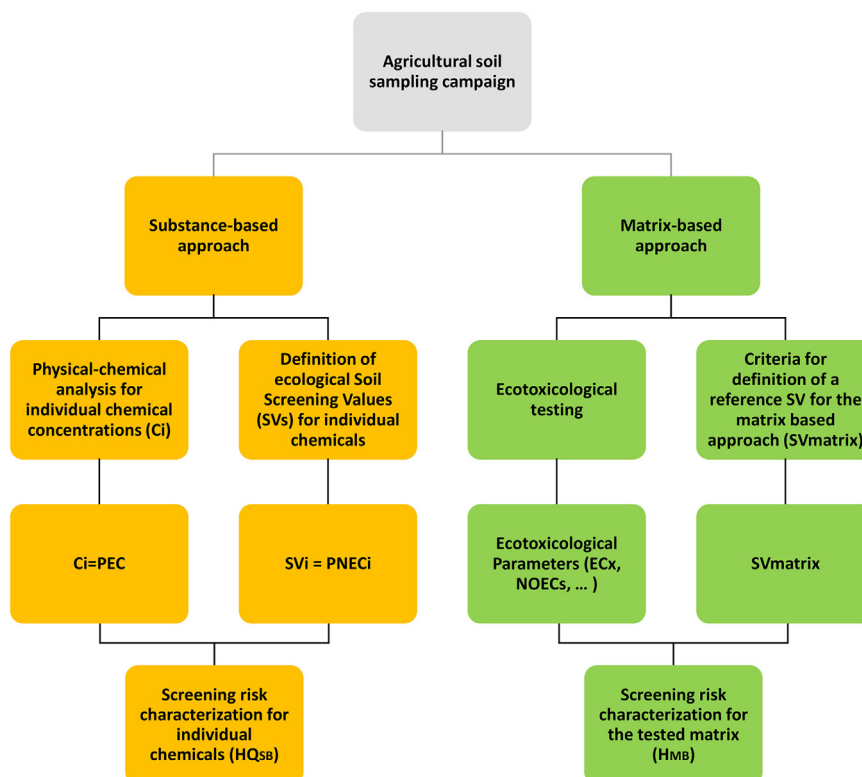 Agricultural soil
sampling campaign
Substance-based
approach
Matrix-based
approach
Physical-chemical
analysis for
individual chemical
concentrations (Ci)
Definition of
ecological Soil
Screening Values
(SVs) for individual
chemicals
Ecotoxicological
testing
Criteria for
definition of a
reference SV for the
matrix based
approach (SVmatrix)
Ci=PEC
SVi = PNECi
Ecotoxicological
Parameters (ECx,
NOECs, ... )
SVmatrix
Screening risk
characterization for
individual
chemicals (HQSB)
Screening risk
characterization for
the tested matrix
(HMB)